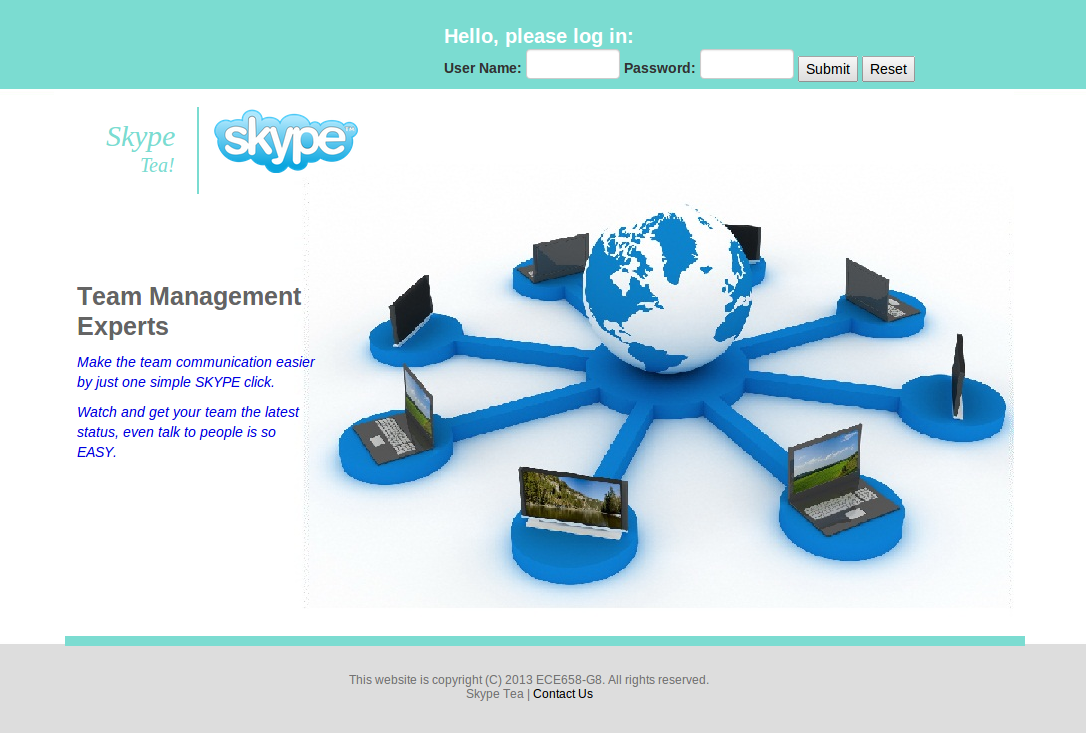 Hello, please log in:
User Name: Password: Submit Reset
Skype
Tea!
skype™
Team Management
Experts
Make the team communication easier
by just one simple SKYPE click.
Watch and get your team the latest
status, even talk to people is so
EASY.
This website is copyright (C) 2013 ECE658-G8. All rights reserved.
Skype Tea | Contact Us